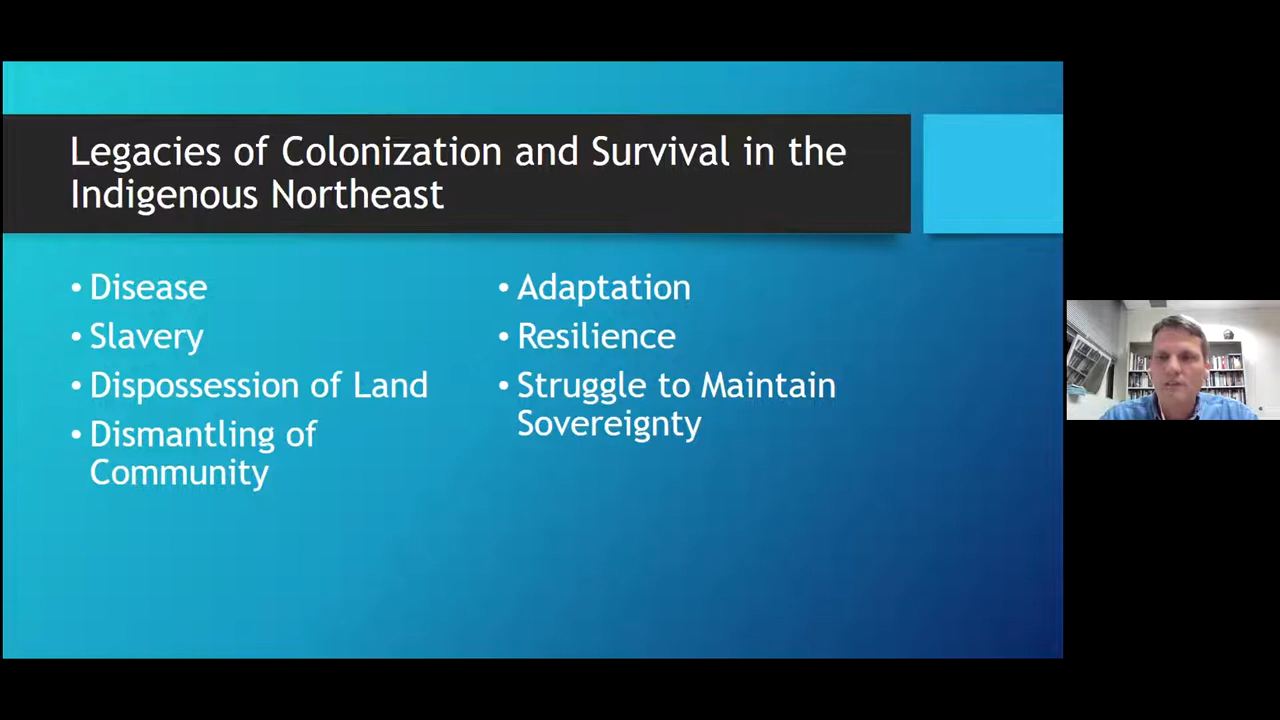 Legacies of Colonization and Survival in the
Indigenous Northeast
• Disease
• Slavery
• Dispossession of Land
• Dismantling of
Community
• Adaptation
• Resilience
• Struggle to Maintain
Sovereignty